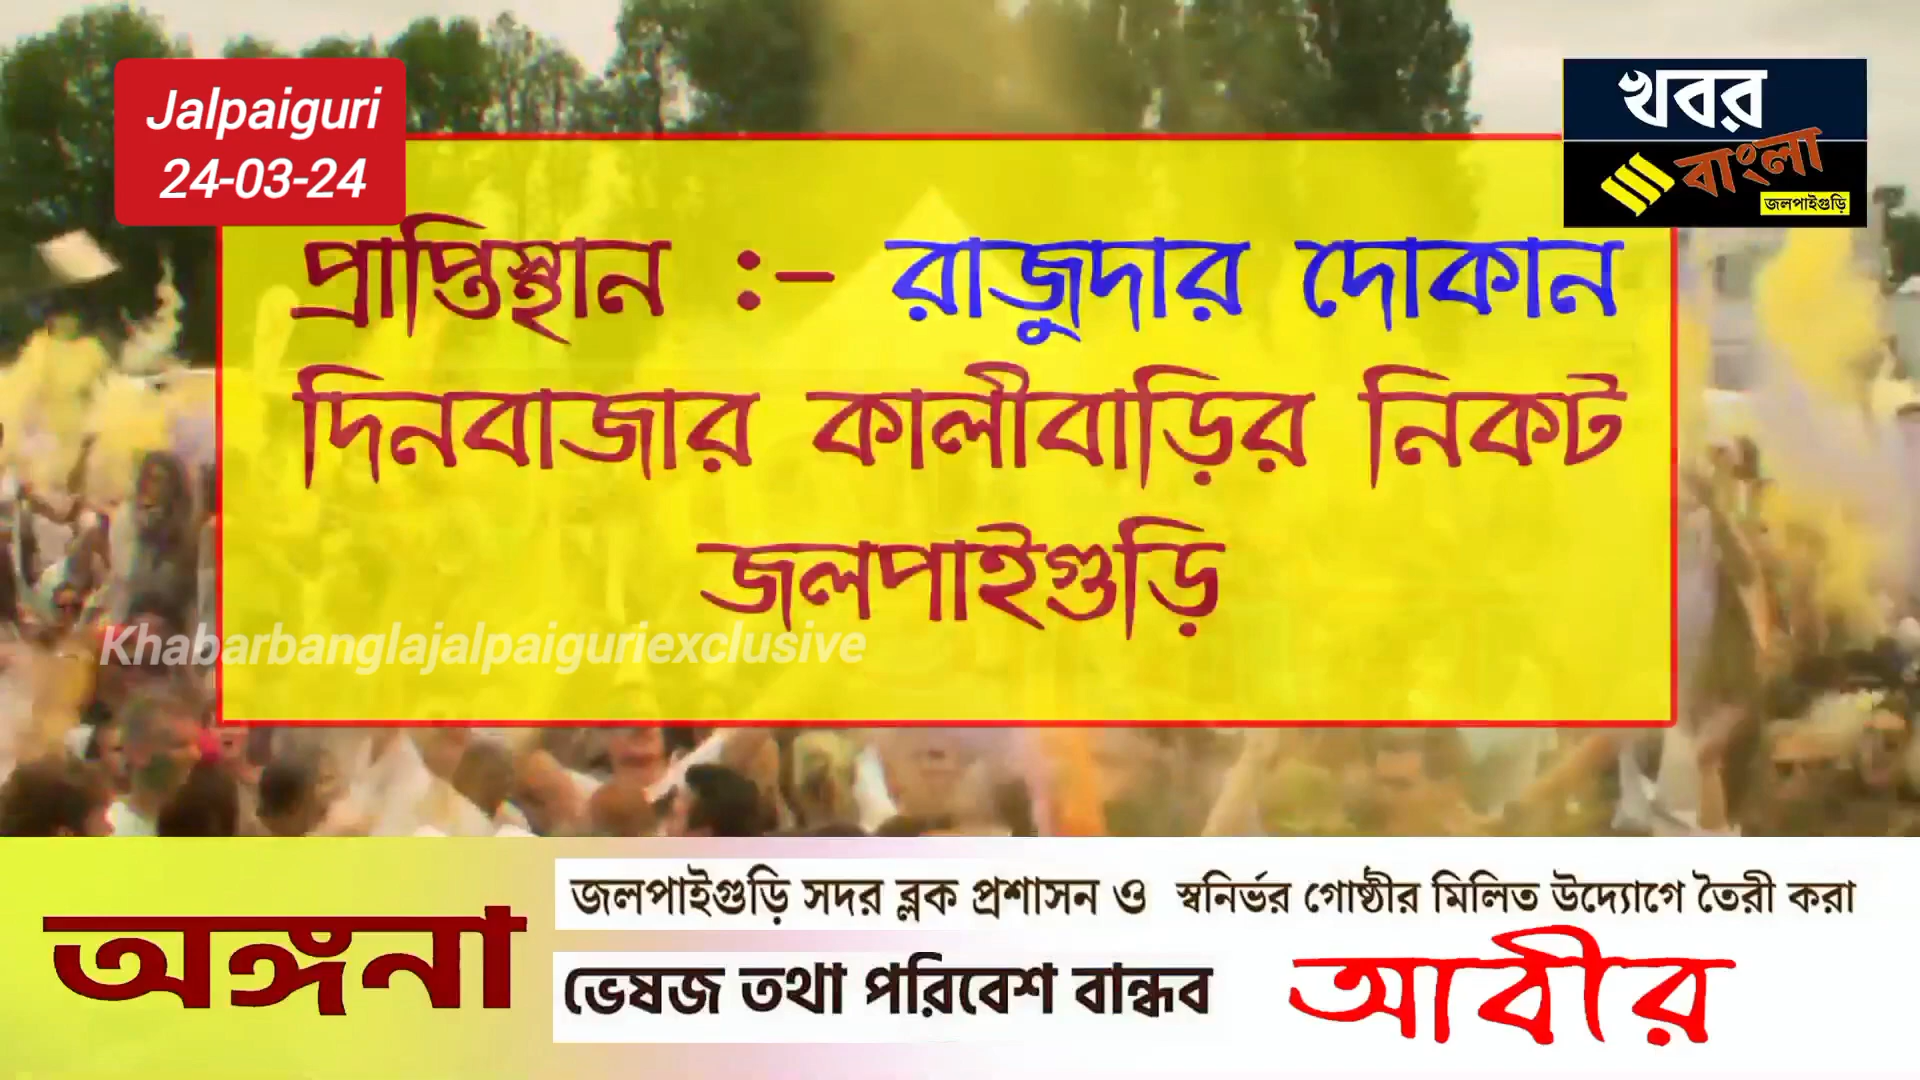 Jalpaiguri
24-03-24
খবর
বাংলা
জলপাইগুড়ি
প্রাপ্তিস্থান :- রাজুদার দোকান
দিনবাজার কালীবাড়ির নিকট
জলপাইগুড়ি
Khabarbanglajalpaiguriexclusive
অঙ্গনা
জলপাইগুড়ি সদর ব্লক প্রশাসন ও স্বনির্ভর গোষ্ঠীর মিলিত উদ্যোগে তৈরী করা
ভেষজ তথা পরিবেশ বান্ধব আবীর